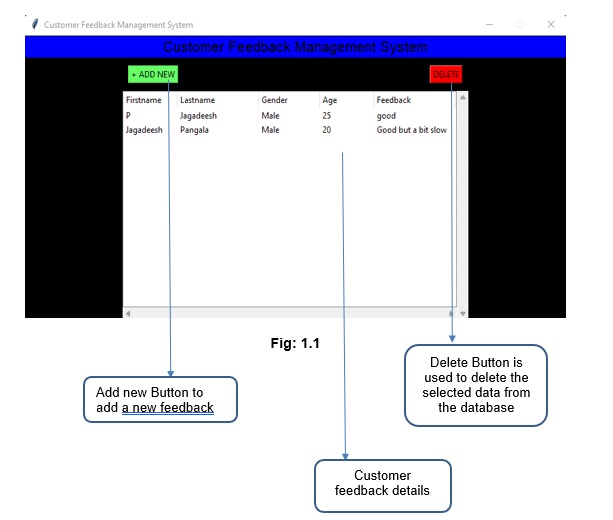 Customer Feedback Management System
Customer Feedback Management System
+ ADD NEW
DELETE
Firstname Lastname Gender Age Feedback
P Jagadeesh Male 25 good
Jagadeesh Pangala Male 20 Good but a bit slow
Fig: 1.1
Add new Button to
add a new feedback
Delete Button is
used to delete the
selected data from
the database
Customer
feedback details